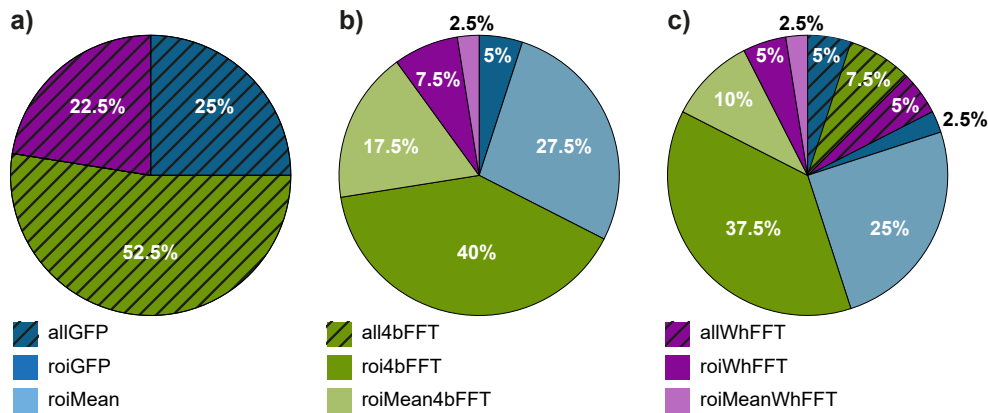 a)
22.5%
25%
52.5%
b)
2.5%
5%
7.5%
17.5%
27.5%
40%
c)
2.5%
5%
5%
7.5%
10%
5%
2.5%
37.5%
25%
allGFP
roiGFP
roiMean
all4bFFT
roi4bFFT
roiMean4bFFT
allWhFFT
roiWhFFT
roiMeanWhFFT